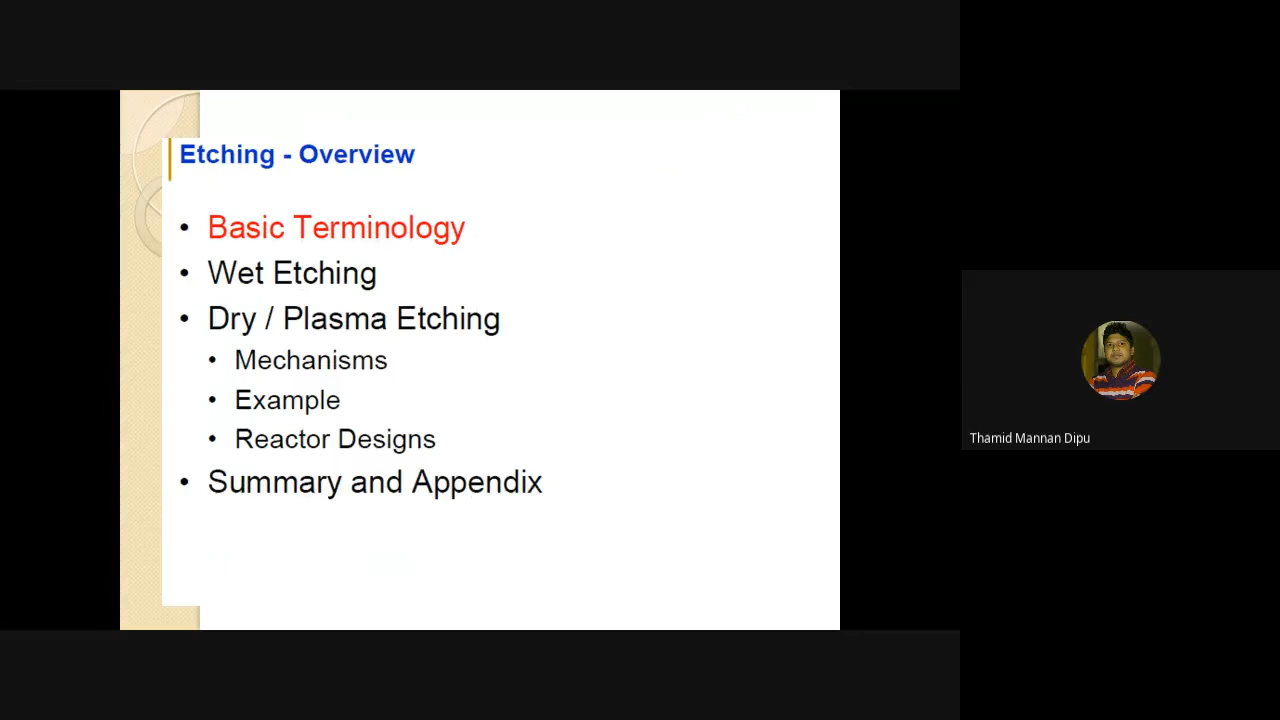 Etching - Overview
• Basic Terminology
• Wet Etching
• Dry / Plasma Etching
• Mechanisms
• Example
• Reactor Designs
• Summary and Appendix
Thamid Mannan Dipu